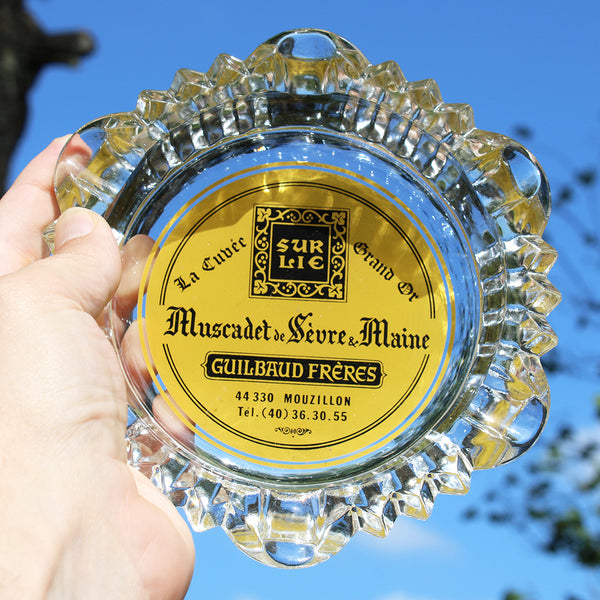 La Cuvée Grand Or
SUR
LIE
Muscadet de Sèvre & Maine
GUILBAUD FRÈRES
44 330 MOUZILLON
Tél. (40) 36.30.55